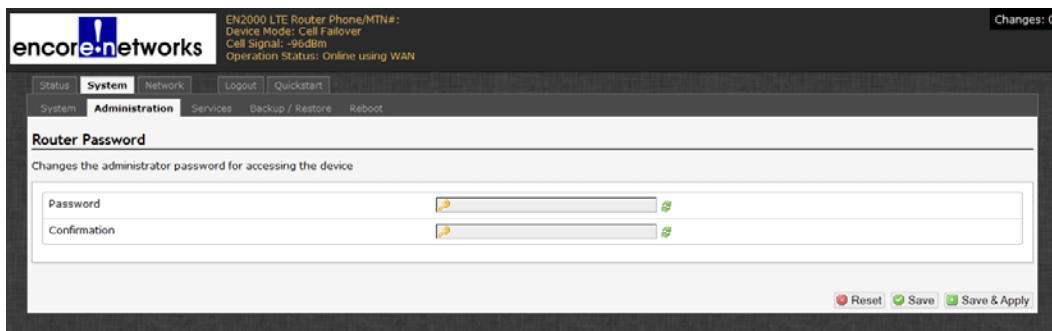 encore!networks
EN2000 LTE Router Phone/MTN#:
Device Mode: Cell Failover
Cell Signal: -96dBm
Operation Status: Online using WAN
Changes: 0
Status System Network Logout Quickstart
System Administration Services Backup / Restore Reboot
Router Password
Changes the administrator password for accessing the device
Password
Confirmation
Reset Save Save & Apply